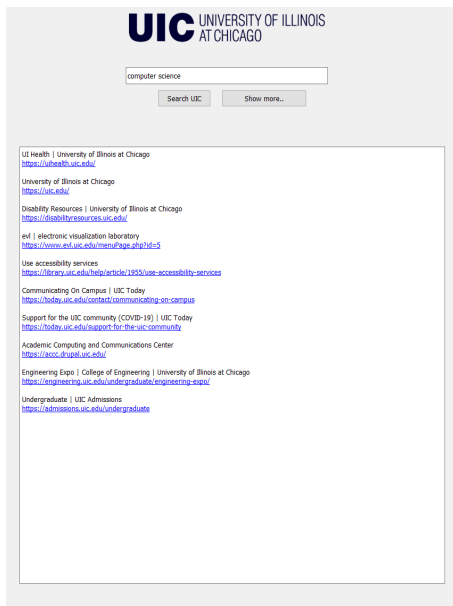 UIC UNIVERSITY OF ILLINOIS
AT CHICAGO
computer science
Search UIC Show more..
UI Health | University of Illinois at Chicago
https://uihealth.uic.edu/
University of Illinois at Chicago
https://uic.edu/
Disability Resources | University of Illinois at Chicago
https://disabilityresources.uic.edu/
evl | electronic visualization laboratory
https://www.evl.uic.edu/menuPage.php?id=5
Use accessibility services
https://library.uic.edu/help/article/1955/use-accessibility-services
Communicating On Campus | UIC Today
https://today.uic.edu/contact/communicating-on-campus
Support for the UIC community (COVID-19) | UIC Today
https://today.uic.edu/support-for-the-uic-community
Academic Computing and Communications Center
https://accc.drupal.uic.edu/
Engineering Expo | College of Engineering | University of Illinois at Chicago
https://engineering.uic.edu/undergraduate/engineering-expo/
Undergraduate | UIC Admissions
https://admissions.uic.edu/undergraduate